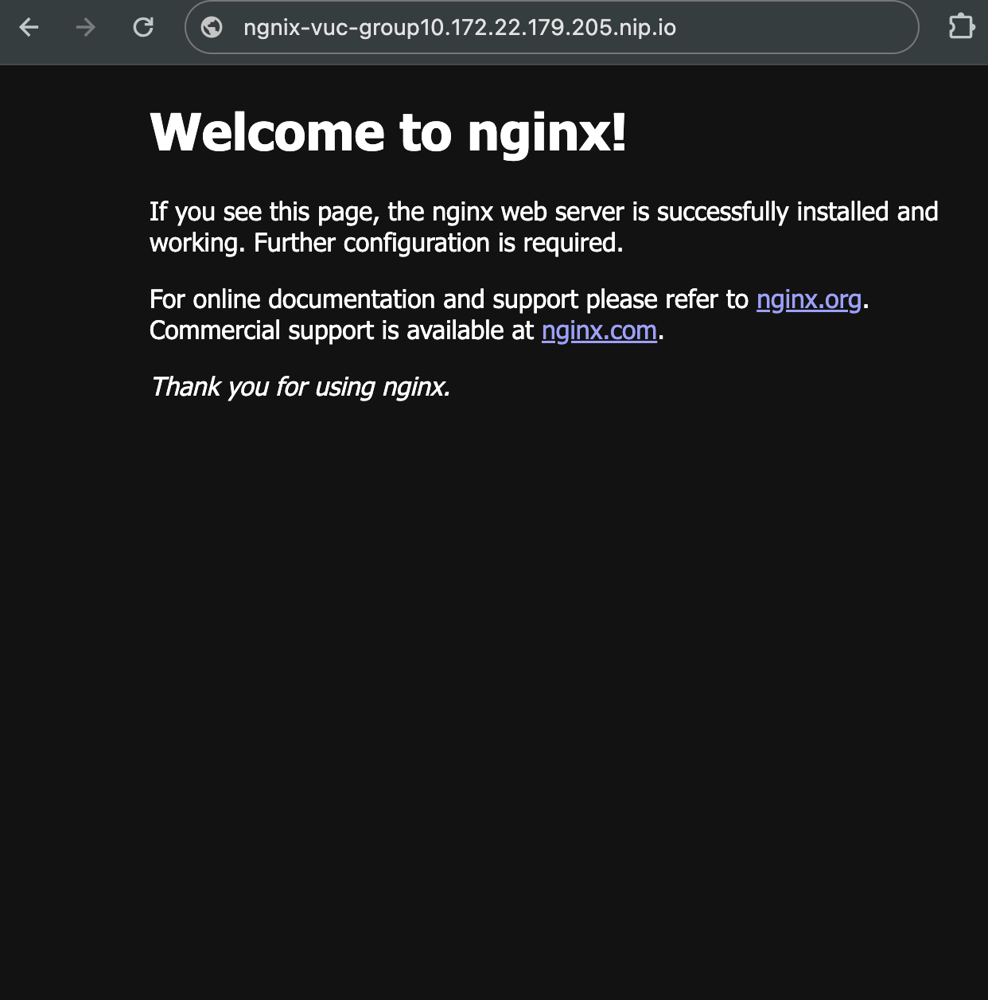 ngnix-vuc-group10.172.22.179.205.nip.io
Welcome to nginx!
If you see this page, the nginx web server is successfully installed and
working. Further configuration is required.
For online documentation and support please refer to nginx.org.
Commercial support is available at nginx.com.
Thank you for using nginx.